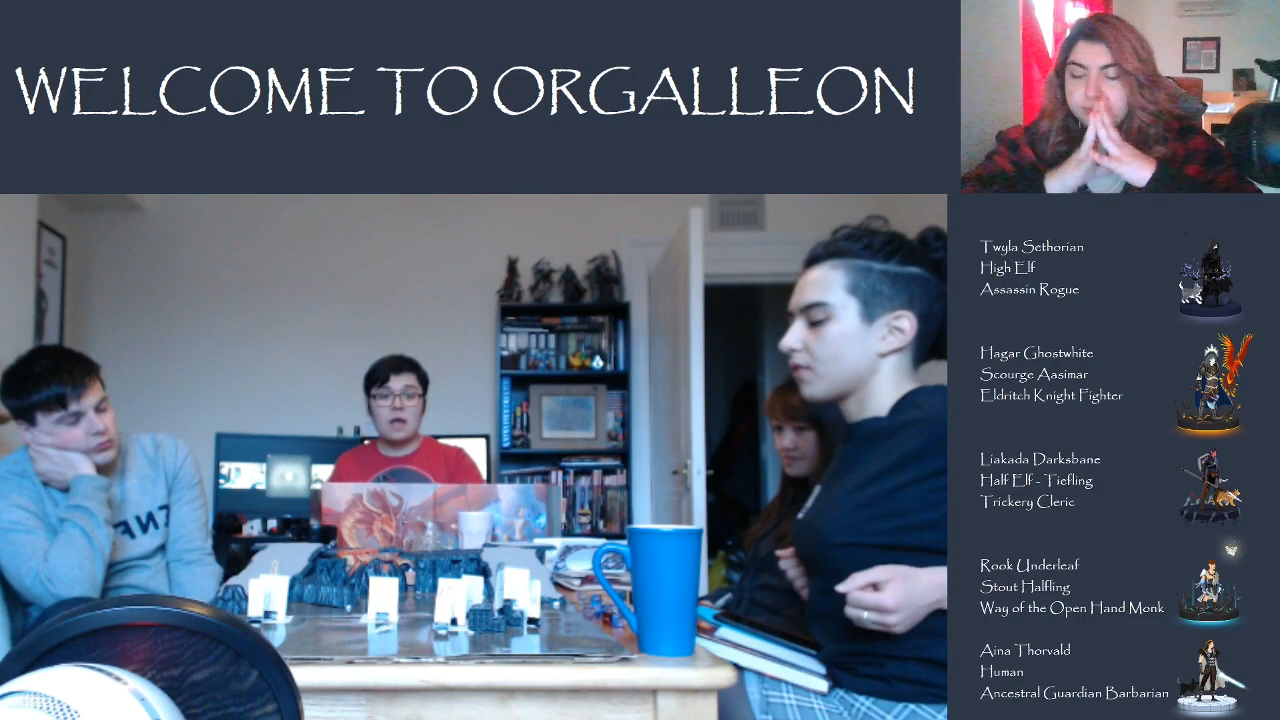 WELCOME TO ORGALLEON
Twyla Sethorian
High Elf
Assassin Rogue
Hagar Ghostwhite
Scourge Aasimar
Eldritch Knight Fighter
Liakada Darksbane
Half Elf - Tiefling
Trickery Cleric
Rook Underleaf
Stout Halfling
Way of the Open Hand Monk
Aina Thorvald
Human
Ancestral Guardian Barbarian